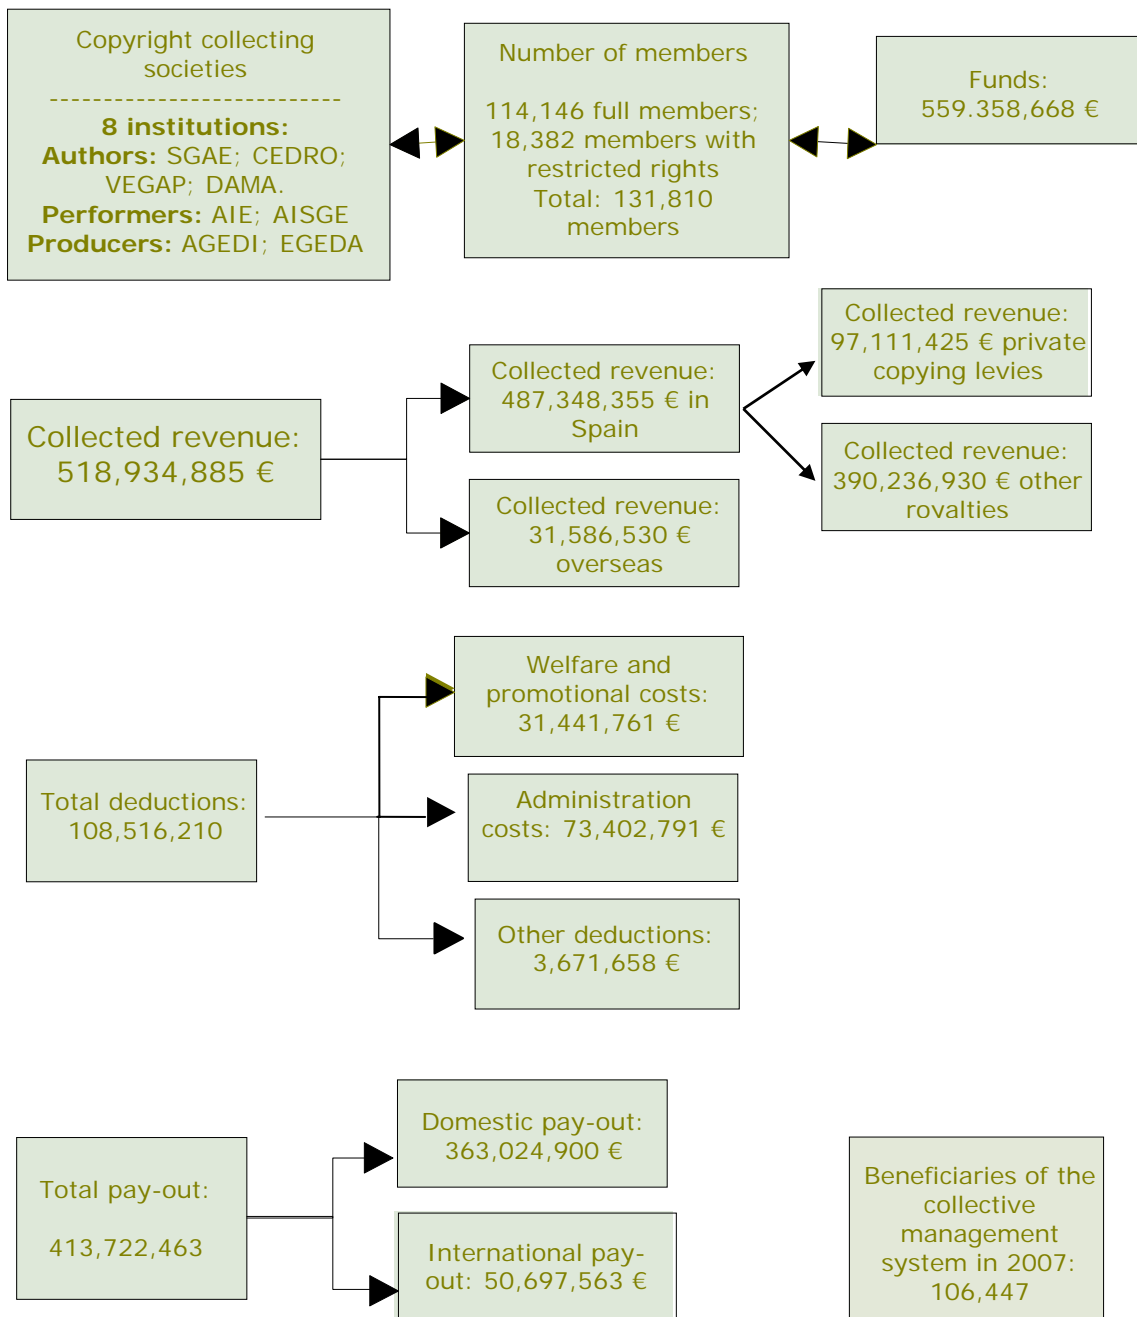 Copyright collecting
societies
---------------------------
8 institutions:
Authors: SGAE; CEDRO;
VEGAP; DAMA.
Performers: AIE; AISGE
Producers: AGEDI; EGEDA
Number of members
114,146 full members;
18,382 members with
restricted rights
Total: 131,810
members
Funds:
559.358,668 €
Collected revenue:
518,934,885 €
Collected revenue:
487,348,355 € in
Spain
Collected revenue:
31,586,530 €
overseas
Collected revenue:
97,111,425 € private
copying levies
Collected revenue:
390,236,930 € other
rovalties
Total deductions:
108,516,210
Welfare and
promotional costs:
31,441,761 €
Administration
costs: 73,402,791 €
Other deductions:
3,671,658 €
Total pay-out:
413,722,463
Domestic pay-out:
363,024,900 €
International pay-
out: 50,697,563 €
Beneficiaries of the
collective
management
system in 2007:
106,447